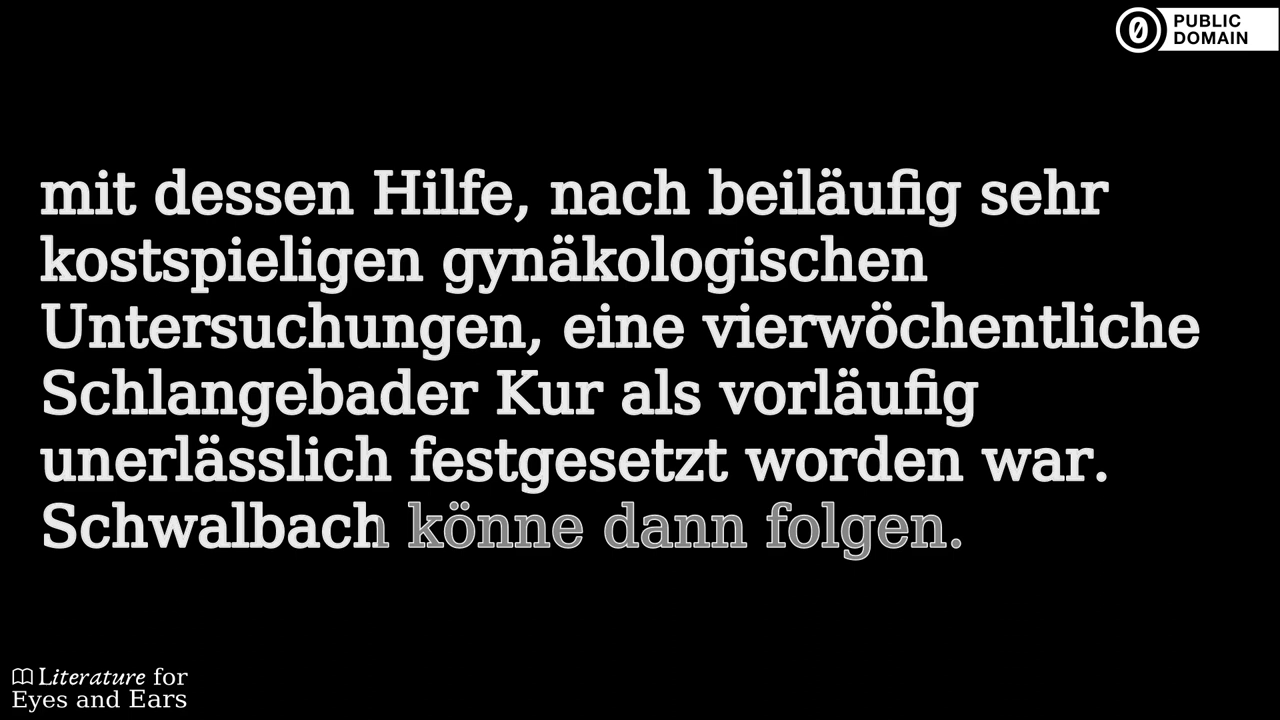 PUBLIC
DOMAIN
mit dessen Hilfe, nach beiläufig sehr
kostspieligen gynäkologischen
Untersuchungen, eine vierwöchentliche
Schlangebader Kur als vorläufig
unerlässlich festgesetzt worden war.
Schwalbach könne dann folgen.
Literature for
Eyes and Ears